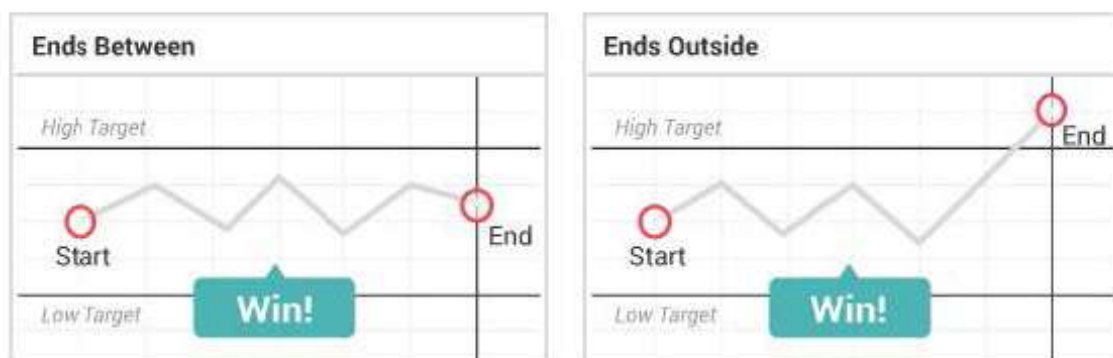 Ends Between
High Target
Start
End
Win!
Low Target
Ends Outside
High Target
End
Start
Win!
Low Target